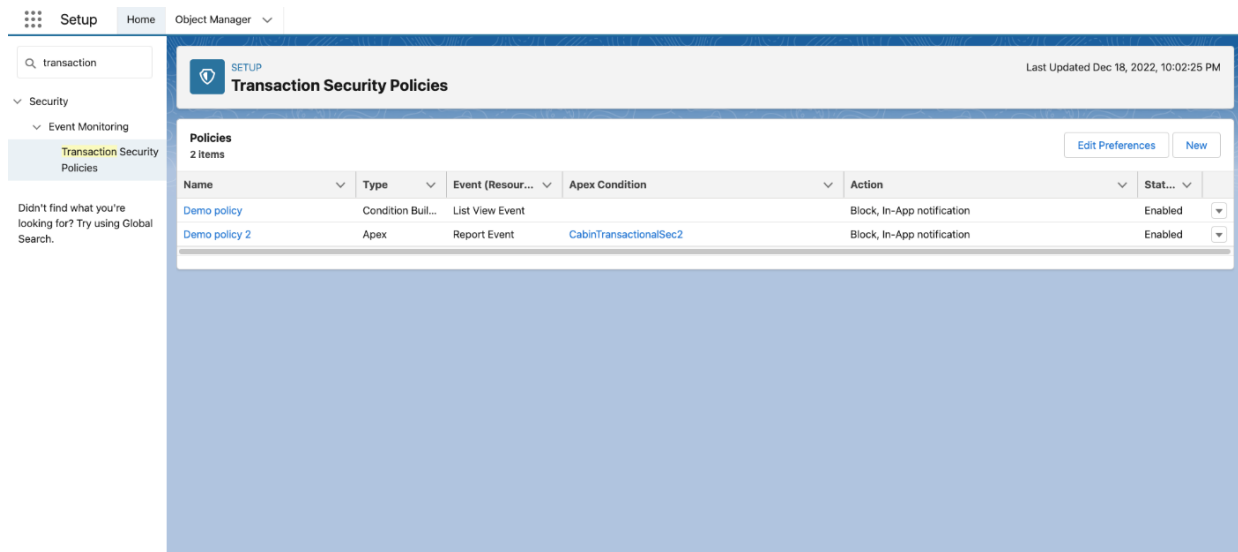 Setup Home Object Manager
transaction
Security
Event Monitoring
Transaction Security
Policies
Didn't find what you're
looking for? Try using Global
Search.
SETUP
Transaction Security Policies
Last Updated Dec 18, 2022, 10:02:25 PM
Policies
2 items
Edit Preferences New
Name Type Event (Resour... Apex Condition Action Stat...
Demo policy Condition Buil... List View Event Block, In-App notification Enabled
Demo policy 2 Apex Report Event CabinTransactionalSec2 Block, In-App notification Enabled